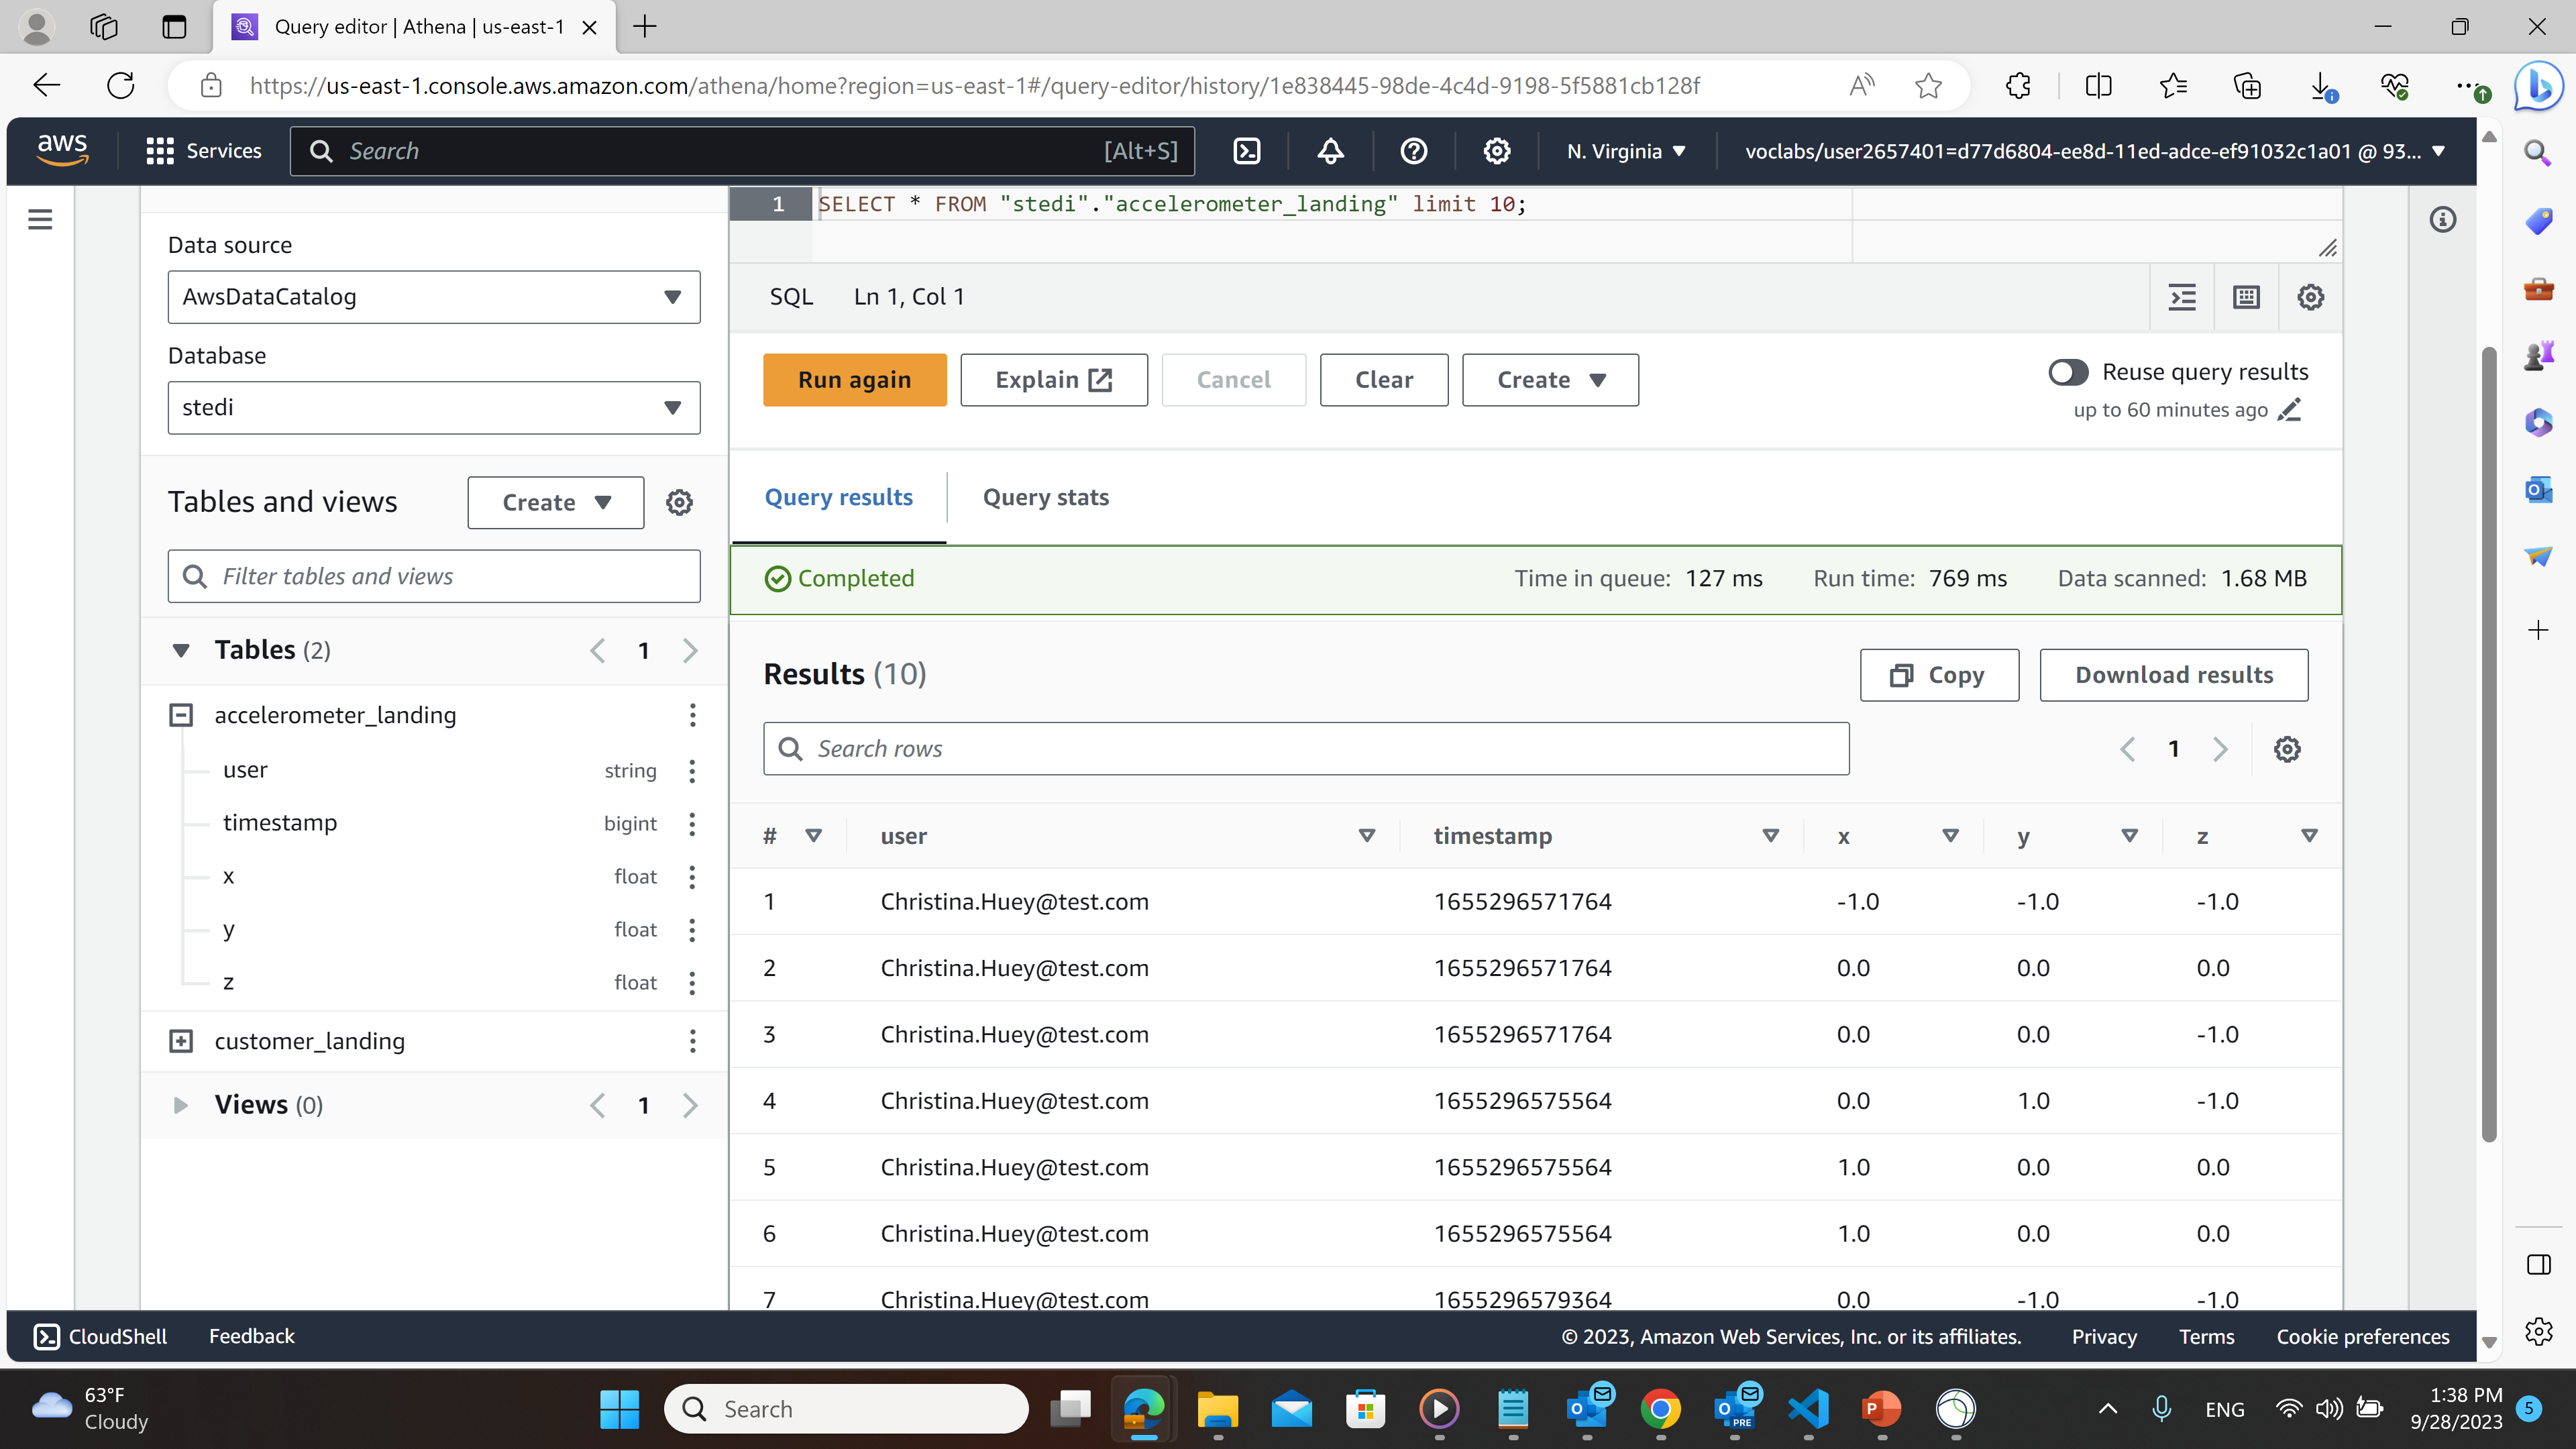 Query editor | Athena | us-east-1
https://us-east-1.console.aws.amazon.com/athena/home?region=us-east-1#/query-editor/history/1e838445-98de-4c4d-9198-5f5881cb128f
aws
Services
Search
[Alt+S]
N. Virginia
voclabs/user2657401=d77d6804-ee8d-11ed-adce-ef91032c1a01 @ 93...
Data source
AwsDataCatalog
Database
stedi
Tables and views
Create
Filter tables and views
Tables (2)
1
accelerometer_landing
user string
timestamp bigint
x float
y float
z float
customer_landing
Views (0)
1
1 SELECT * FROM "stedi"."accelerometer_landing" limit 10;
SQL Ln 1, Col 1
Run again
Explain
Cancel
Clear
Create
Reuse query results
up to 60 minutes ago
Query results
Query stats
Completed
Time in queue: 127 ms Run time: 769 ms Data scanned: 1.68 MB
Results (10)
Copy
Download results
Search rows
1
# user timestamp x y z
1 Christina.Huey@test.com 1655296571764 -1.0 -1.0 -1.0
2 Christina.Huey@test.com 1655296571764 0.0 0.0 0.0
3 Christina.Huey@test.com 1655296571764 0.0 0.0 -1.0
4 Christina.Huey@test.com 1655296575564 0.0 1.0 -1.0
5 Christina.Huey@test.com 1655296575564 1.0 0.0 0.0
6 Christina.Huey@test.com 1655296575564 1.0 0.0 0.0
7 Christina.Huey@test.com 1655296579364 0.0 -1.0 -1.0
CloudShell
Feedback
© 2023, Amazon Web Services, Inc. or its affiliates.
Privacy
Terms
Cookie preferences
63°F
Cloudy
Search
PRE
ENG
1:38 PM
9/28/2023
5